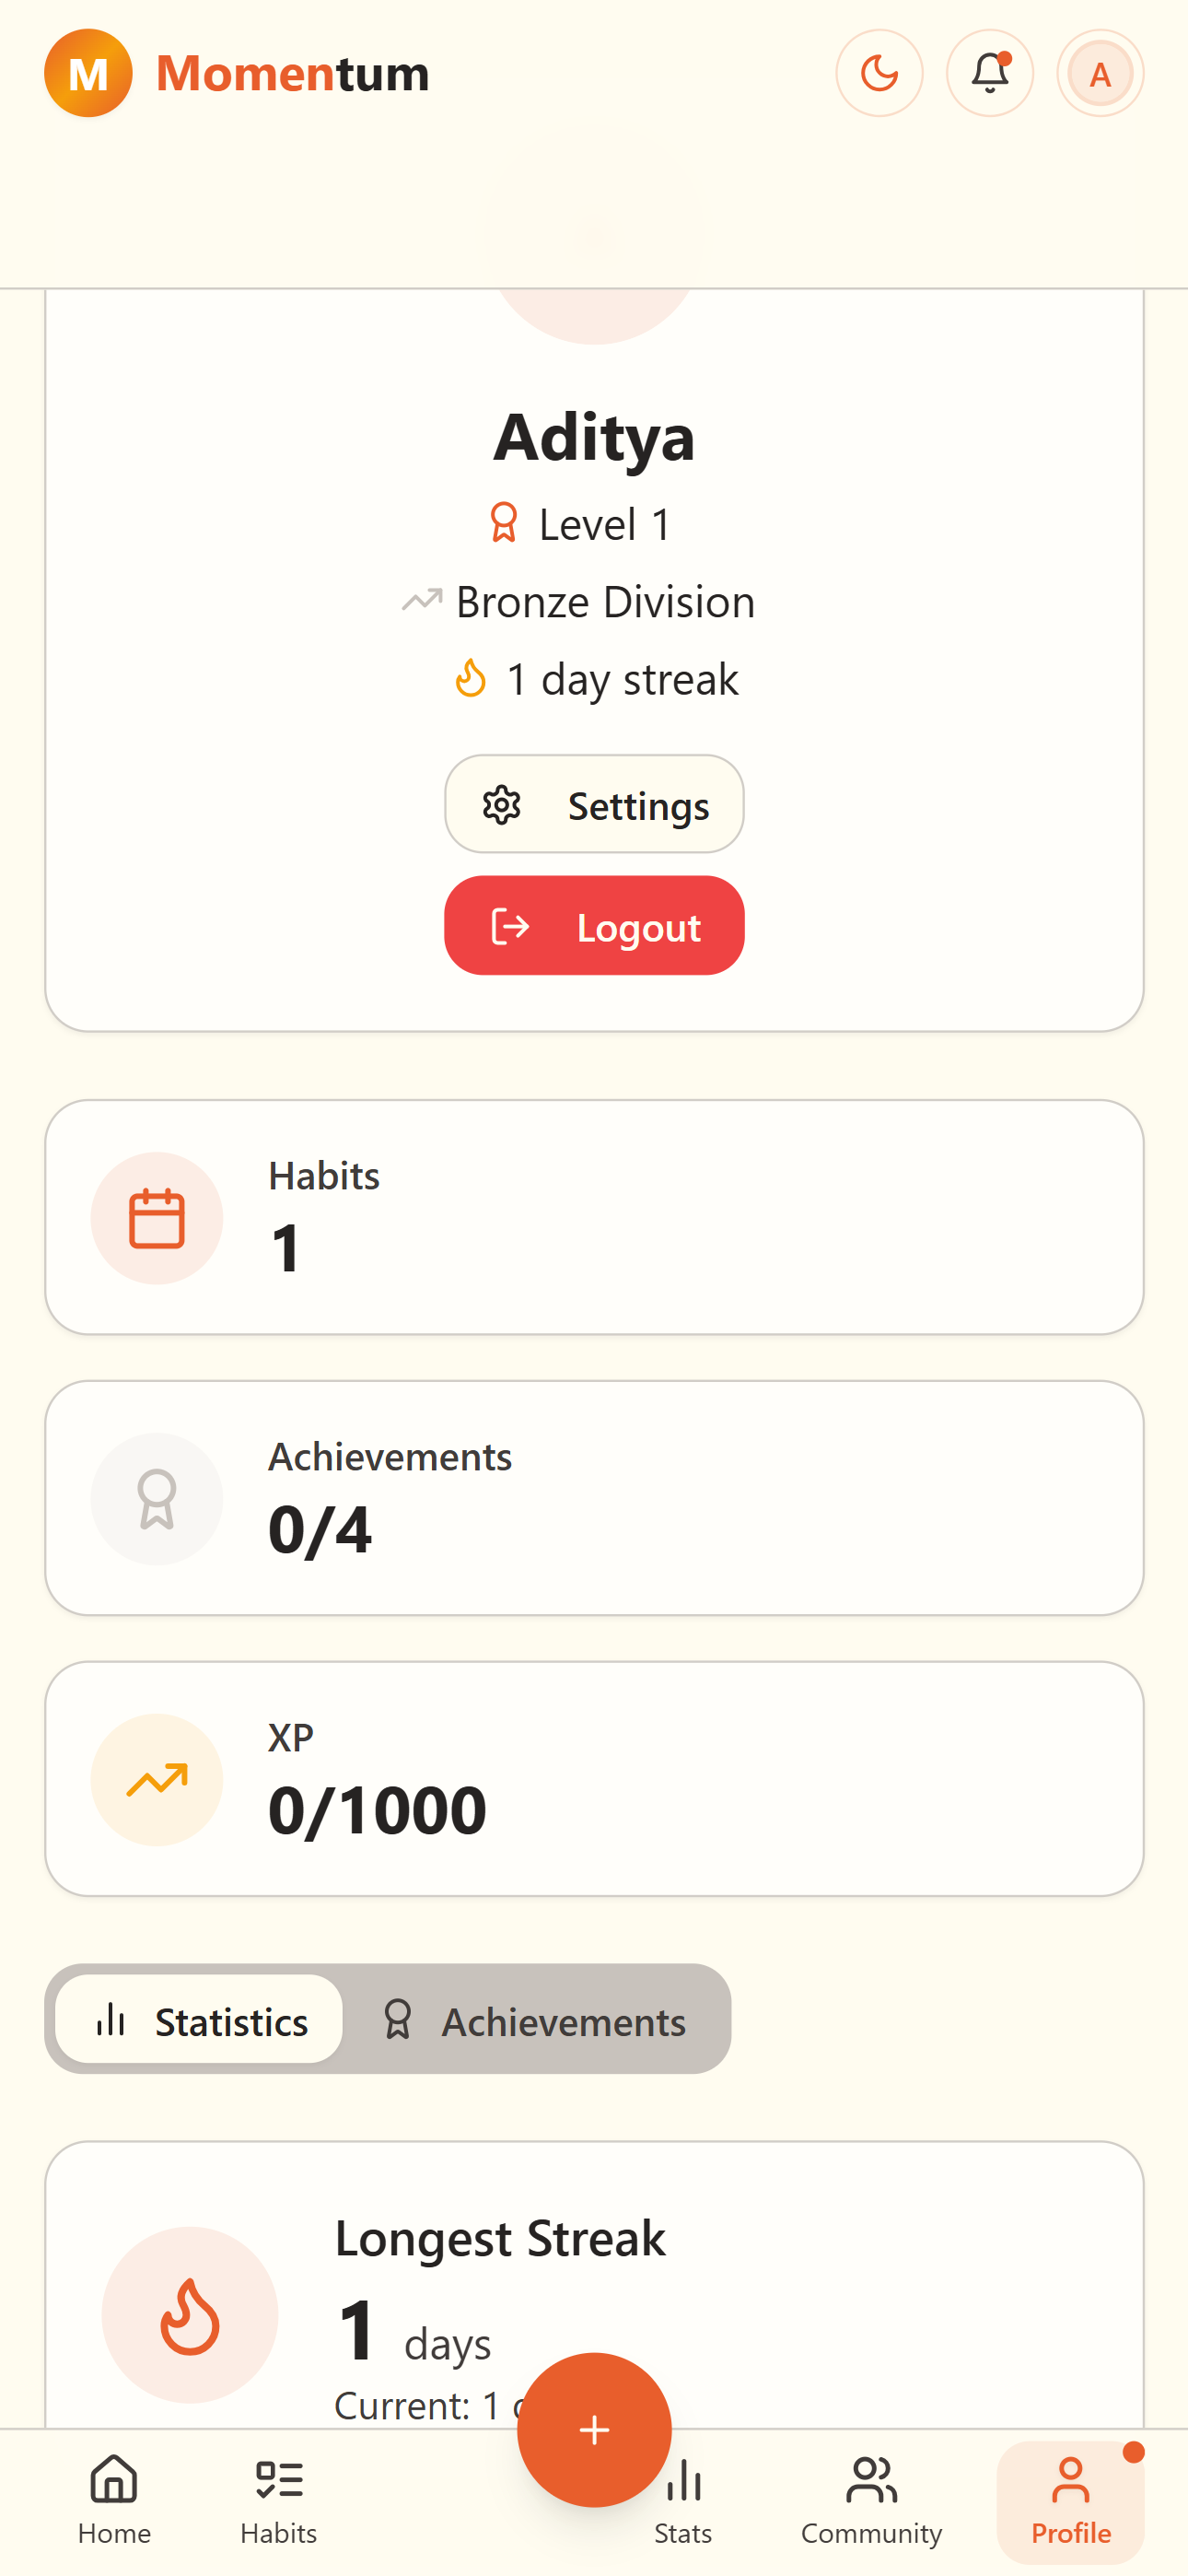 M Momentum A
Aditya
Level 1
Bronze Division
1 day streak
Settings
Logout
Habits
1
Achievements
0/4
XP
0/1000
Statistics Achievements
Longest Streak
1 days
Current: 1
Home Habits Stats Community Profile